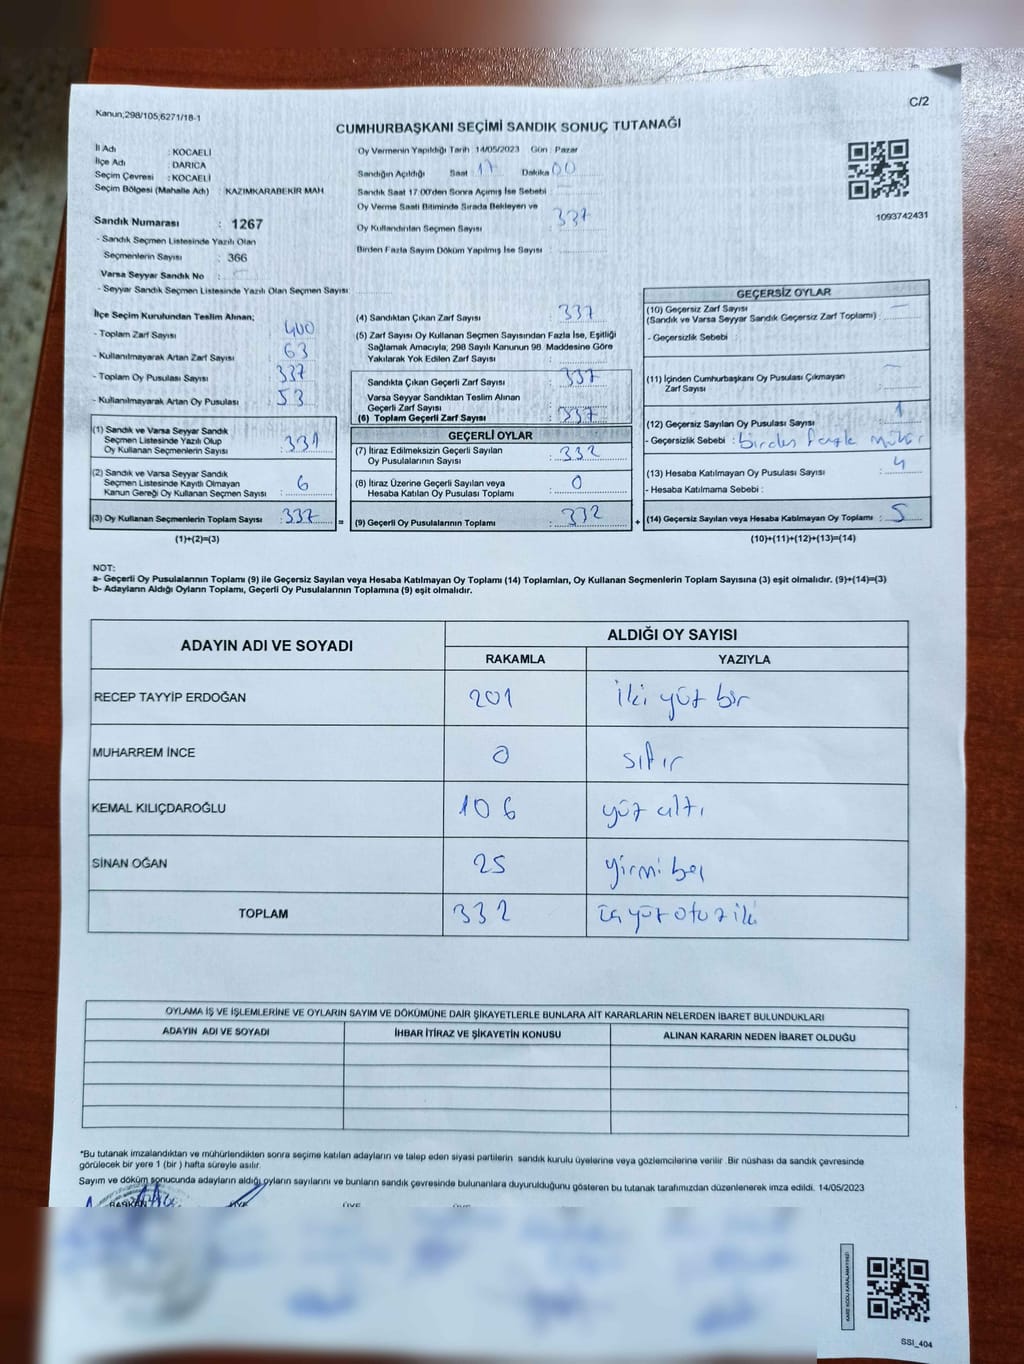 Kanun;298/105;6271/18-1
C/2
CUMHURBAŞKANI SEÇİMİ SANDIK SONUÇ TUTANAĞI
İl Adı : KOCAELİ
İlçe Adı : DARICA
Seçim Çevresi : KOCAELİ
Seçim Bölgesi (Mahalle Adı) : KAZIMKARABEKİR MAH.
Sandık Numarası : 1267
- Sandık Seçmen Listesinde Yazılı Olan
Seçmenlerin Sayısı : 366
Varsa Seyyar Sandık No :
- Seyyar Sandık Seçmen Listesinde Yazılı Olan Seçmen Sayısı:
Oy Vermenin Yapıldığı Tarih :14/05/2023 Gün : Pazar
Sandığın Açıldığı Saat 17 Dakika 00
Sandık Saat 17.00'den Sonra Açımış İse Sebebi :
Oy Verme Saati Bitiminde Sırada Bekleyen ve
Oy Kullandırılan Seçmen Sayısı : 337
Birden Fazla Sayım Döküm Yapılmış İse Sayısı :
1093742431
İlçe Seçim Kurulundan Teslim Alınan;
- Toplam Zarf Sayısı : 400
- Kullanılmayarak Artan Zarf Sayısı : 63
- Toplam Oy Pusulası Sayısı : 337
- Kullanılmayarak Artan Oy Pusulası : 53
(1) Sandık ve Varsa Seyyar Sandık
Seçmen Listesinde Yazılı Olup
Oy Kullanan Seçmenlerin Sayısı : 331
(2) Sandık ve Varsa Seyyar Sandık
Seçmen Listesinde Kayıtlı Olmayan
Kanun Gereği Oy Kullanan Seçmen Sayısı : 6
(3) Oy Kullanan Seçmenlerin Toplam Sayısı : 337
(1)+(2)=(3)
(4) Sandıktan Çıkan Zarf Sayısı : 337
(5) Zarf Sayısı Oy Kullanan Seçmen Sayısından Fazla İse, Eşitliği
Sağlamak Amacıyla; 298 Sayılı Kanunun 98. Maddesine Göre
Yakılarak Yok Edilen Zarf Sayısı :
Sandıkta Çıkan Geçerli Zarf Sayısı : 337
Varsa Seyyar Sandıktan Teslim Alınan
Geçerli Zarf Sayısı :
(6) Toplam Geçerli Zarf Sayısı : 337
GEÇERLİ OYLAR
(7) İtiraz Edilmeksizin Geçerli Sayılan
Oy Pusulalarının Sayısı : 332
(8) İtiraz Üzerine Geçerli Sayılan veya
Hesaba Katılan Oy Pusulası Toplamı : 0
= (9) Geçerli Oy Pusulalarının Toplamı : 332 +
GEÇERSİZ OYLAR
(10) Geçersiz Zarf Sayısı
(Sandık ve Varsa Seyyar Sandık Geçersiz Zarf Toplamı) : —
- Geçersizlik Sebebi :
(11) İçinden Cumhurbaşkanı Oy Pusulası Çıkmayan
Zarf Sayısı : —
(12) Geçersiz Sayılan Oy Pusulası Sayısı : 1
- Geçersizlik Sebebi : birden fazla mühür
(13) Hesaba Katılmayan Oy Pusulası Sayısı : 4
- Hesaba Katılmama Sebebi :
(14) Geçersiz Sayılan veya Hesaba Katılmayan Oy Toplamı : 5
(10)+(11)+(12)+(13)=(14)
NOT:
a- Geçerli Oy Pusulalarının Toplamı (9) ile Geçersiz Sayılan veya Hesaba Katılmayan Oy Toplamı (14) Toplamları, Oy Kullanan Seçmenlerin Toplam Sayısına (3) eşit olmalıdır. (9)+(14)=(3)
b- Adayların Aldığı Oyların Toplamı, Geçerli Oy Pusulalarının Toplamına (9) eşit olmalıdır.
ADAYIN ADI VE SOYADI ALDIĞI OY SAYISI
RAKAMLA YAZIYLA
RECEP TAYYİP ERDOĞAN 201 iki yüz bir
MUHARREM İNCE 0 sıfır
KEMAL KILIÇDAROĞLU 106 yüz altı
SİNAN OĞAN 25 yirmi beş
TOPLAM 332 üç yüz otuz iki
OYLAMA İŞ VE İŞLEMLERİNE VE OYLARIN SAYIM VE DÖKÜMÜNE DAİR ŞİKAYETLERLE BUNLARA AİT KARARLARIN NELERDEN İBARET BULUNDUKLARI
ADAYIN ADI VE SOYADI İHBAR İTİRAZ VE ŞİKAYETİN KONUSU ALINAN KARARIN NEDEN İBARET OLDUĞU
*Bu tutanak imzalandıktan ve mühürlendikten sonra seçime katılan adayların ve talep eden siyasi partilerin sandık kurulu üyelerine veya gözlemcilerine verilir. Bir nüshası da sandık çevresinde
görülecek bir yere 1 (bir ) hafta süreyle asılır.
Sayım ve döküm sonucunda adayların aldığı oyların sayılarını ve bunların sandık çevresinde bulunanlara duyurulduğunu gösteren bu tutanak tarafımızdan düzenlenerek imza edildi. 14/05/2023
BAŞKAN ÜYE ÜYE ÜYE
KARE KODU KARALAMAYINIZ!
SSI_404